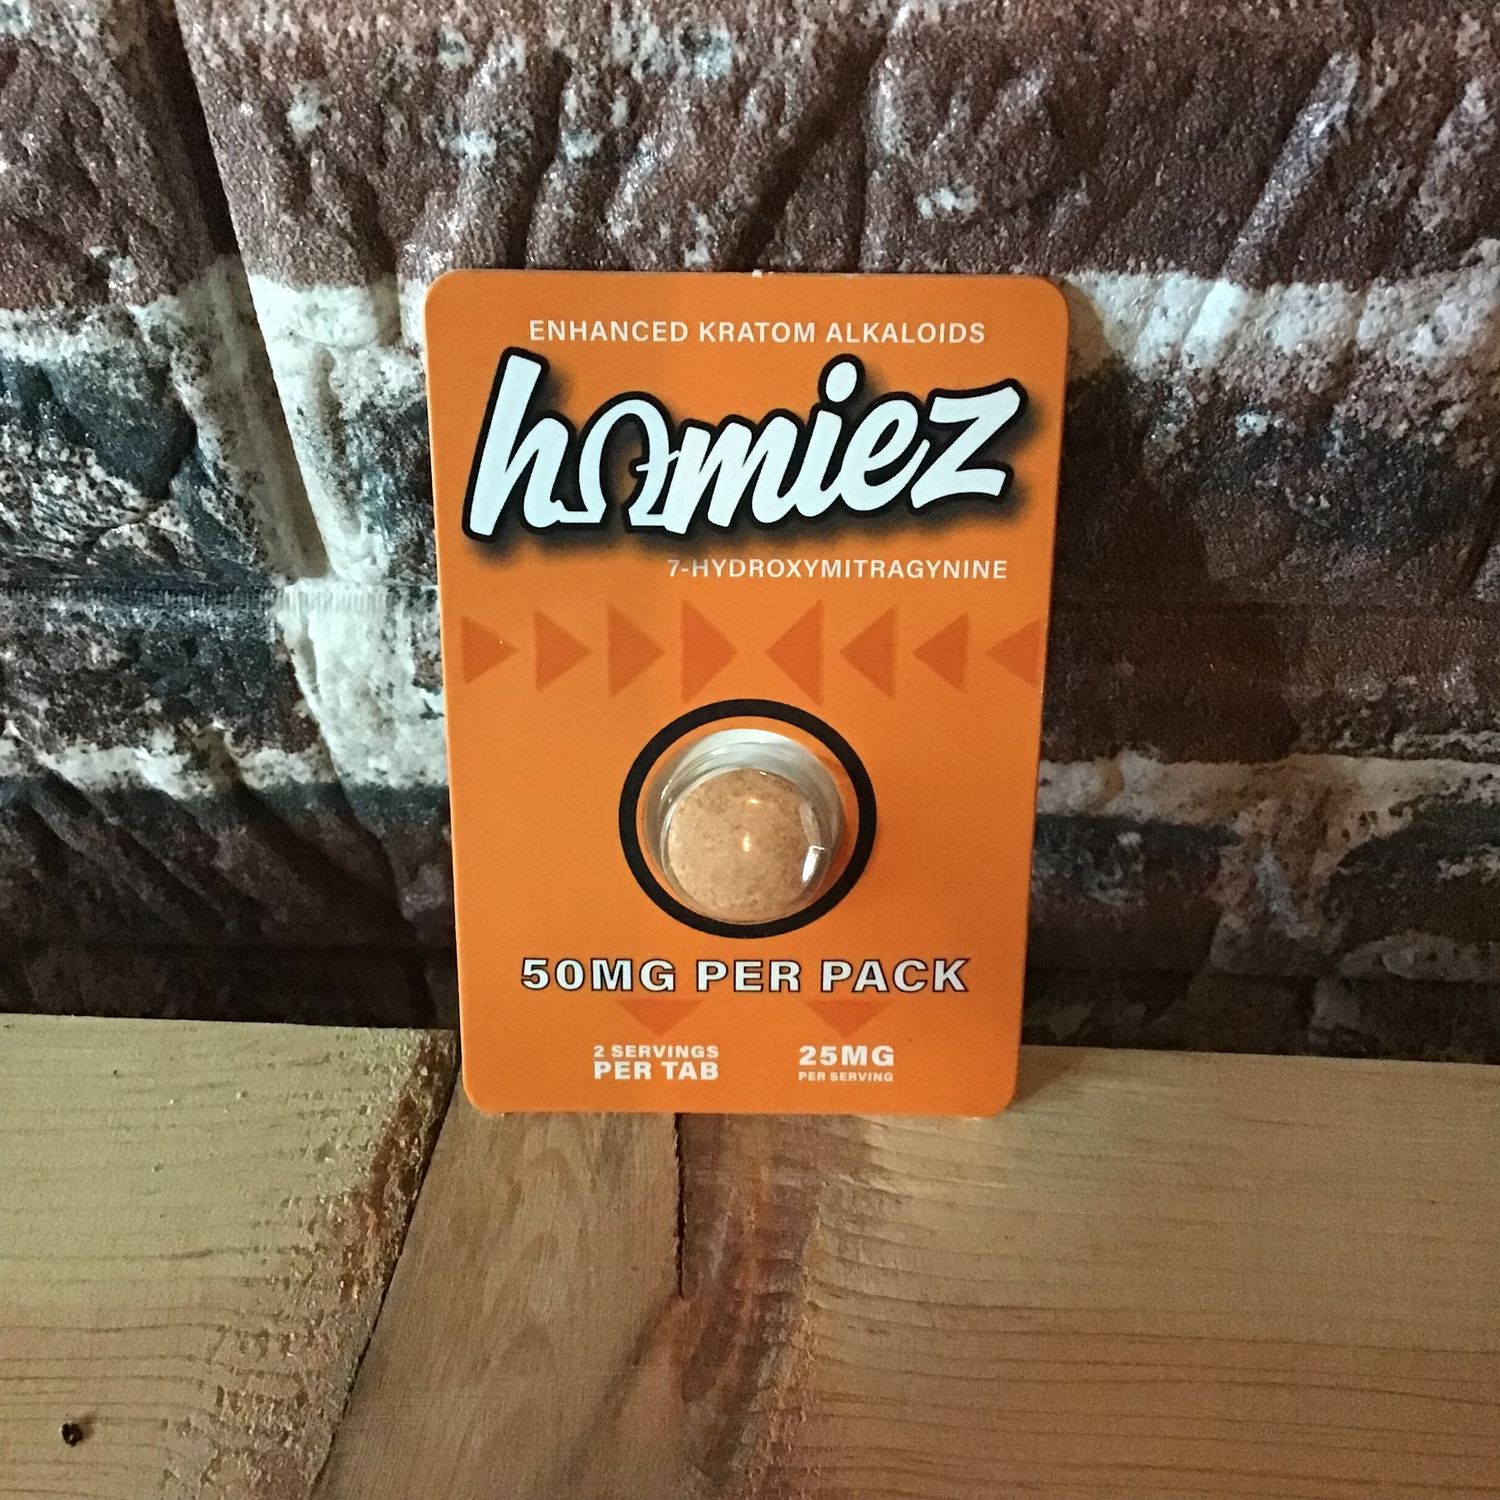 ENHANCED KRATOM ALKALOIDS
homiez
7-HYDROXYMITRAGYNINE
50MG PER PACK
2 SERVINGS
PER TAB
25MG
PER SERVING